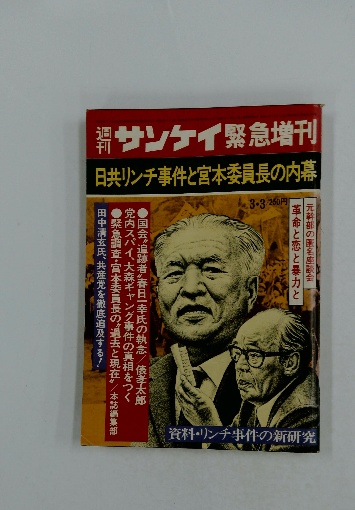 週刊サンケイ緊急増刊
日共リンチ事件と宮本委員長の内幕
3・3 250円
元幹部の匿名座談会
革命と恋と暴力と
●国会“追跡者”春日一幸氏の執念/俵孝太郎
党内スパイ、大森ギャング事件の真相をつく
●緊急調査“宮本委員長の“過去”と現在”/本誌編集部
田中清玄氏、共産党を徹底追及する!
資料・リンチ事件の新研究